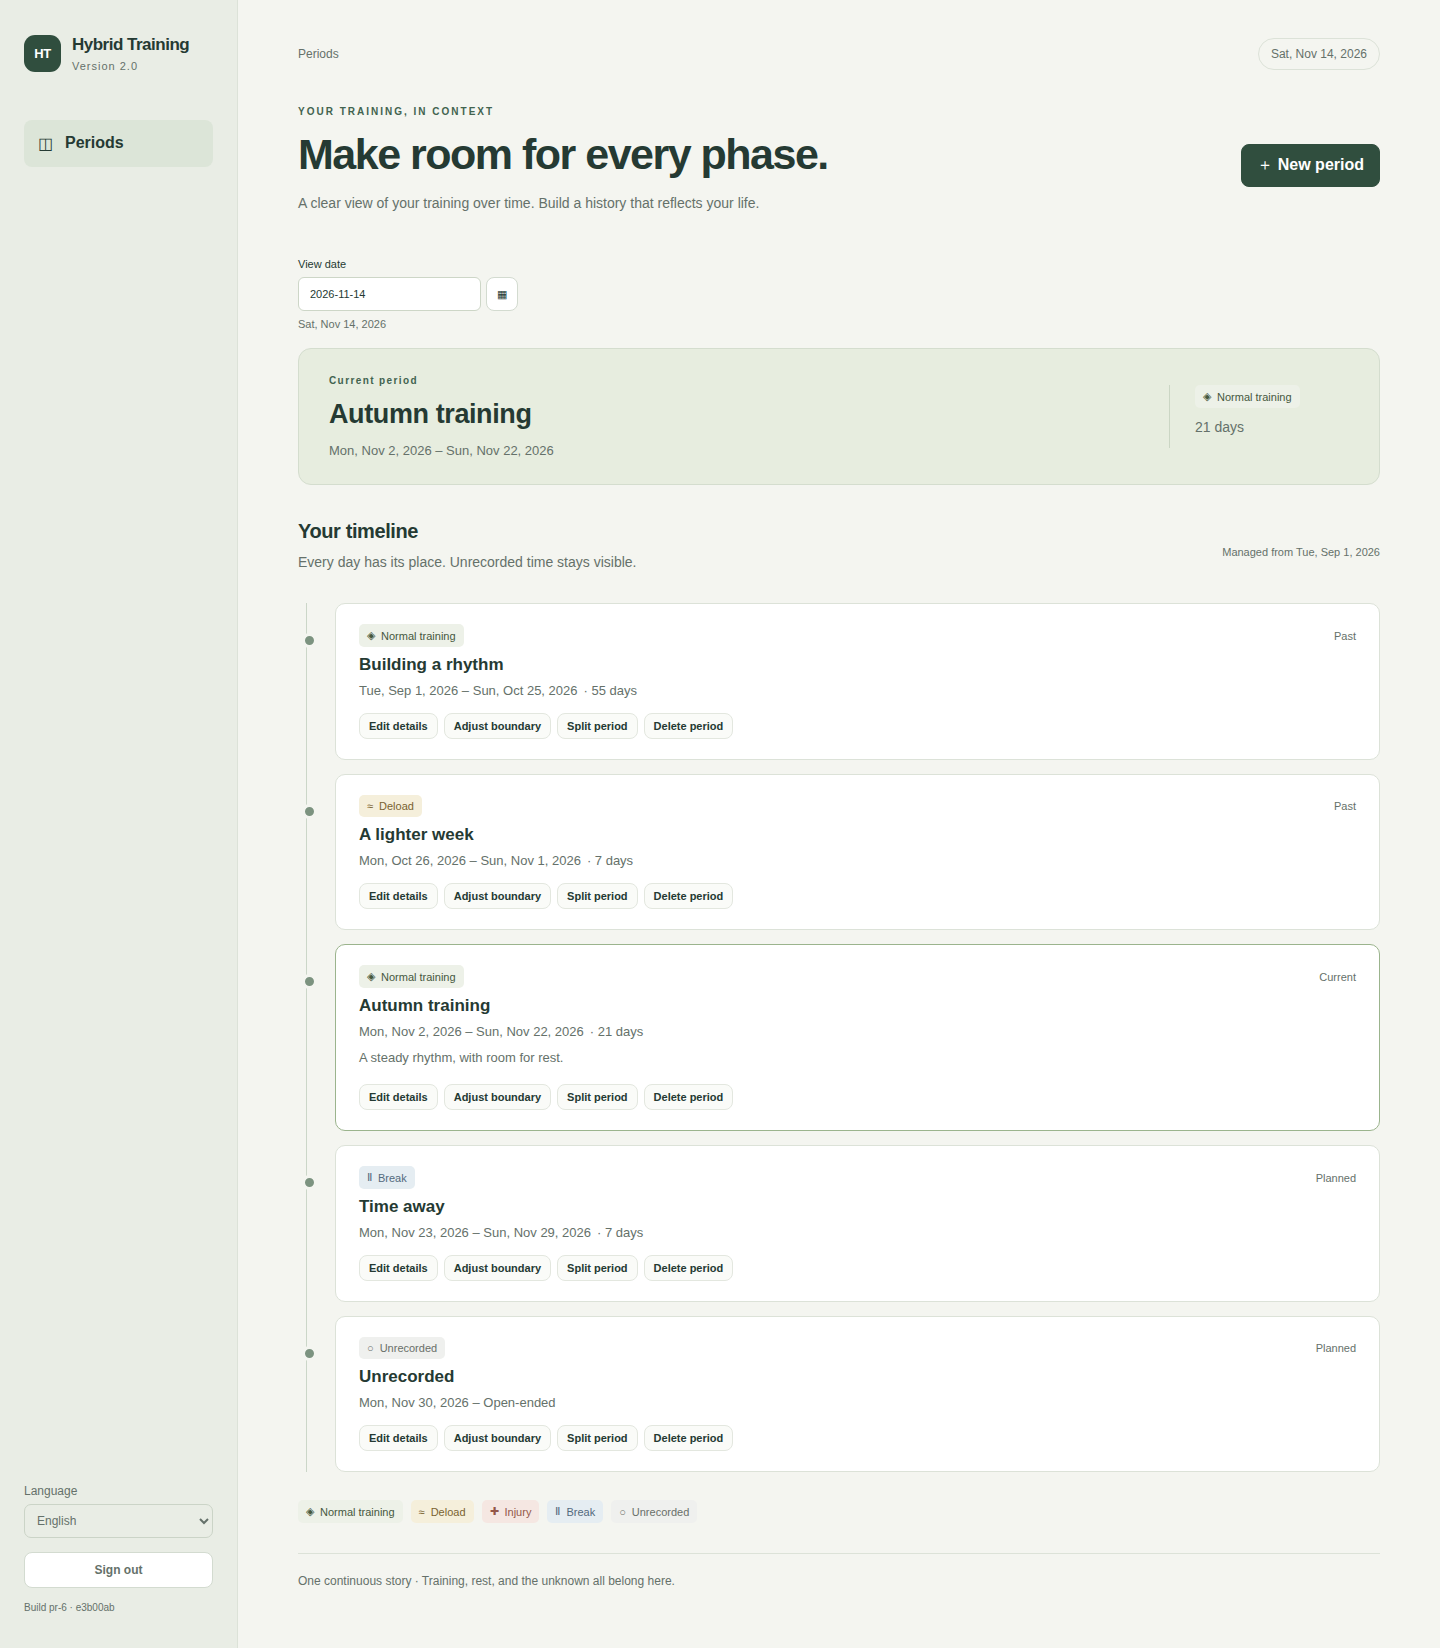 HT
Hybrid Training
Version 2.0
Periods
Language
English
Sign out
Build pr-6 · e3b00ab
Periods
Sat, Nov 14, 2026
YOUR TRAINING, IN CONTEXT
Make room for every phase.
+ New period
A clear view of your training over time. Build a history that reflects your life.
View date
2026-11-14
Sat, Nov 14, 2026
Current period
Autumn training
Mon, Nov 2, 2026 – Sun, Nov 22, 2026
Normal training
21 days
Your timeline
Every day has its place. Unrecorded time stays visible.
Managed from Tue, Sep 1, 2026
Normal training
Past
Building a rhythm
Tue, Sep 1, 2026 – Sun, Oct 25, 2026 · 55 days
Edit details Adjust boundary Split period Delete period
Deload
Past
A lighter week
Mon, Oct 26, 2026 – Sun, Nov 1, 2026 · 7 days
Edit details Adjust boundary Split period Delete period
Normal training
Current
Autumn training
Mon, Nov 2, 2026 – Sun, Nov 22, 2026 · 21 days
A steady rhythm, with room for rest.
Edit details Adjust boundary Split period Delete period
Break
Planned
Time away
Mon, Nov 23, 2026 – Sun, Nov 29, 2026 · 7 days
Edit details Adjust boundary Split period Delete period
Unrecorded
Planned
Unrecorded
Mon, Nov 30, 2026 – Open-ended
Edit details Adjust boundary Split period Delete period
Normal training Deload Injury Break Unrecorded
One continuous story · Training, rest, and the unknown all belong here.